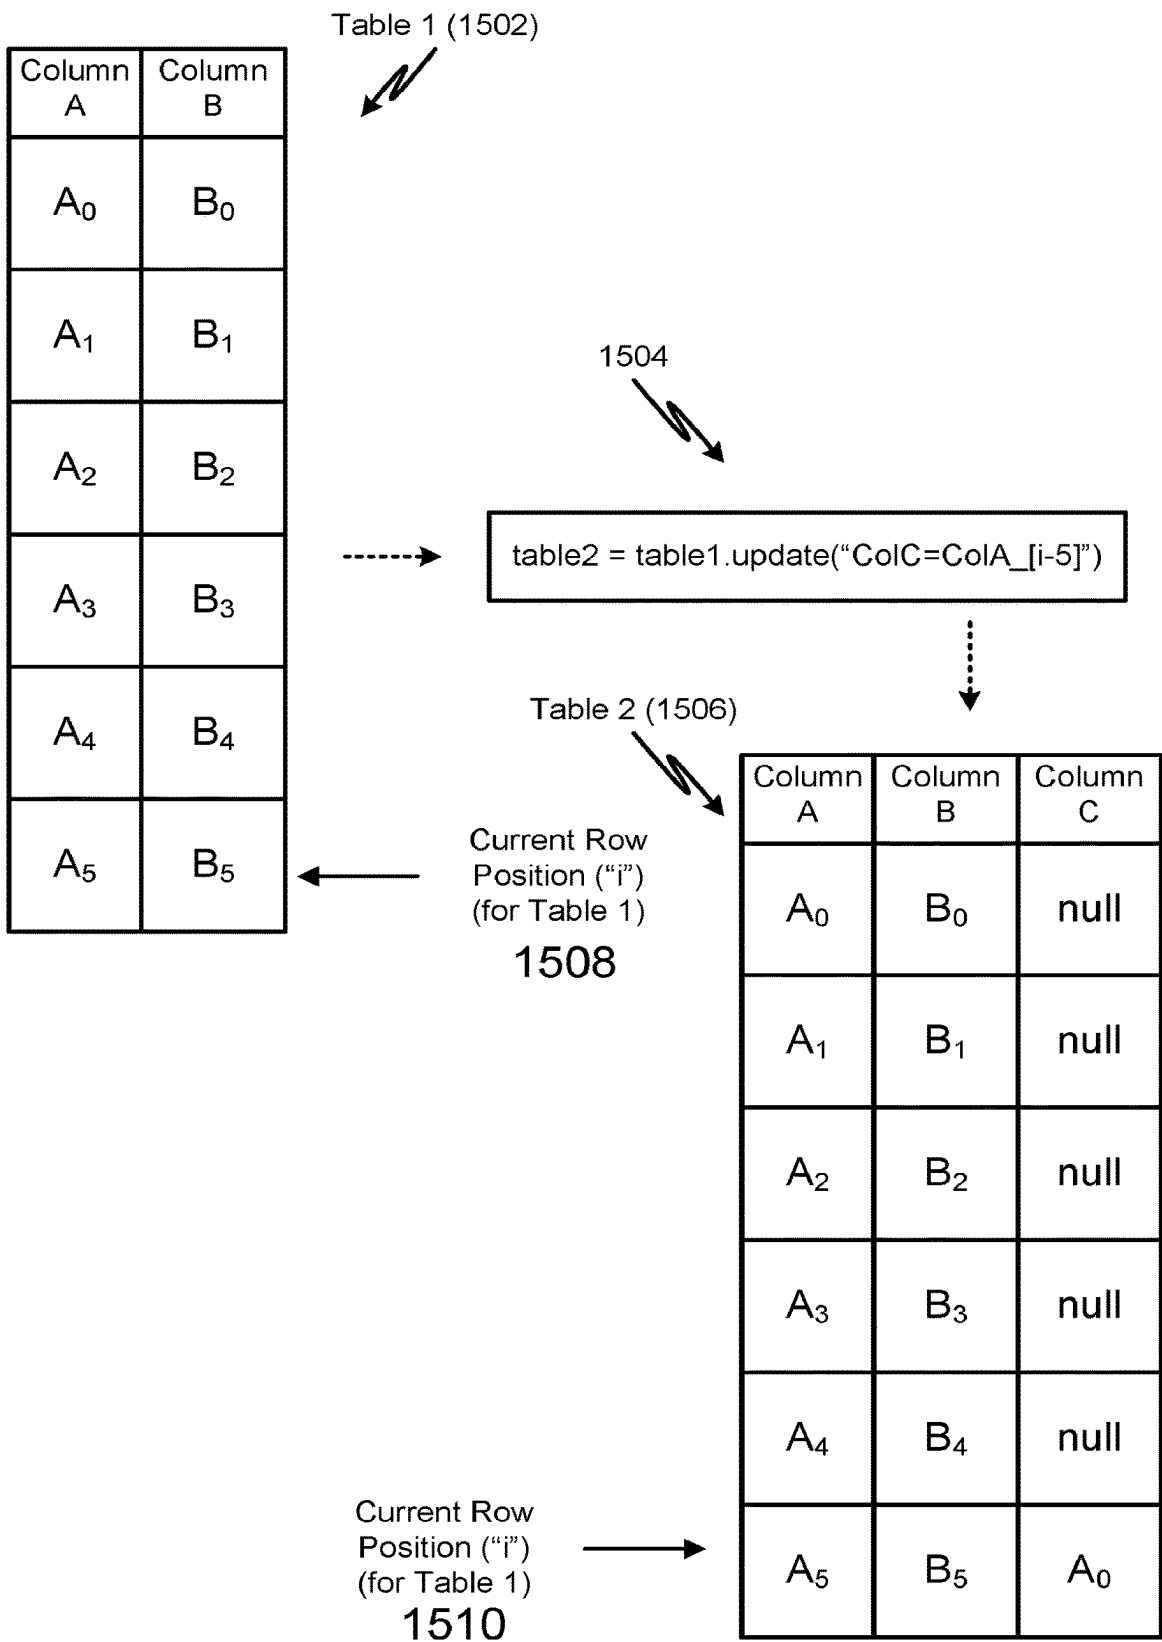 Table 1 (1502)
Column A Column B
A₀ B₀
A₁ B₁
A₂ B₂
A₃ B₃
A₄ B₄
A₅ B₅
1504
table2 = table1.update(“ColC=ColA_[i-5]”)
Current Row
Position (“i”)
(for Table 1)
1508
Table 2 (1506)
Column A Column B Column C
A₀ B₀ null
A₁ B₁ null
A₂ B₂ null
A₃ B₃ null
A₄ B₄ null
A₅ B₅ A₀
Current Row
Position (“i”)
(for Table 1)
1510